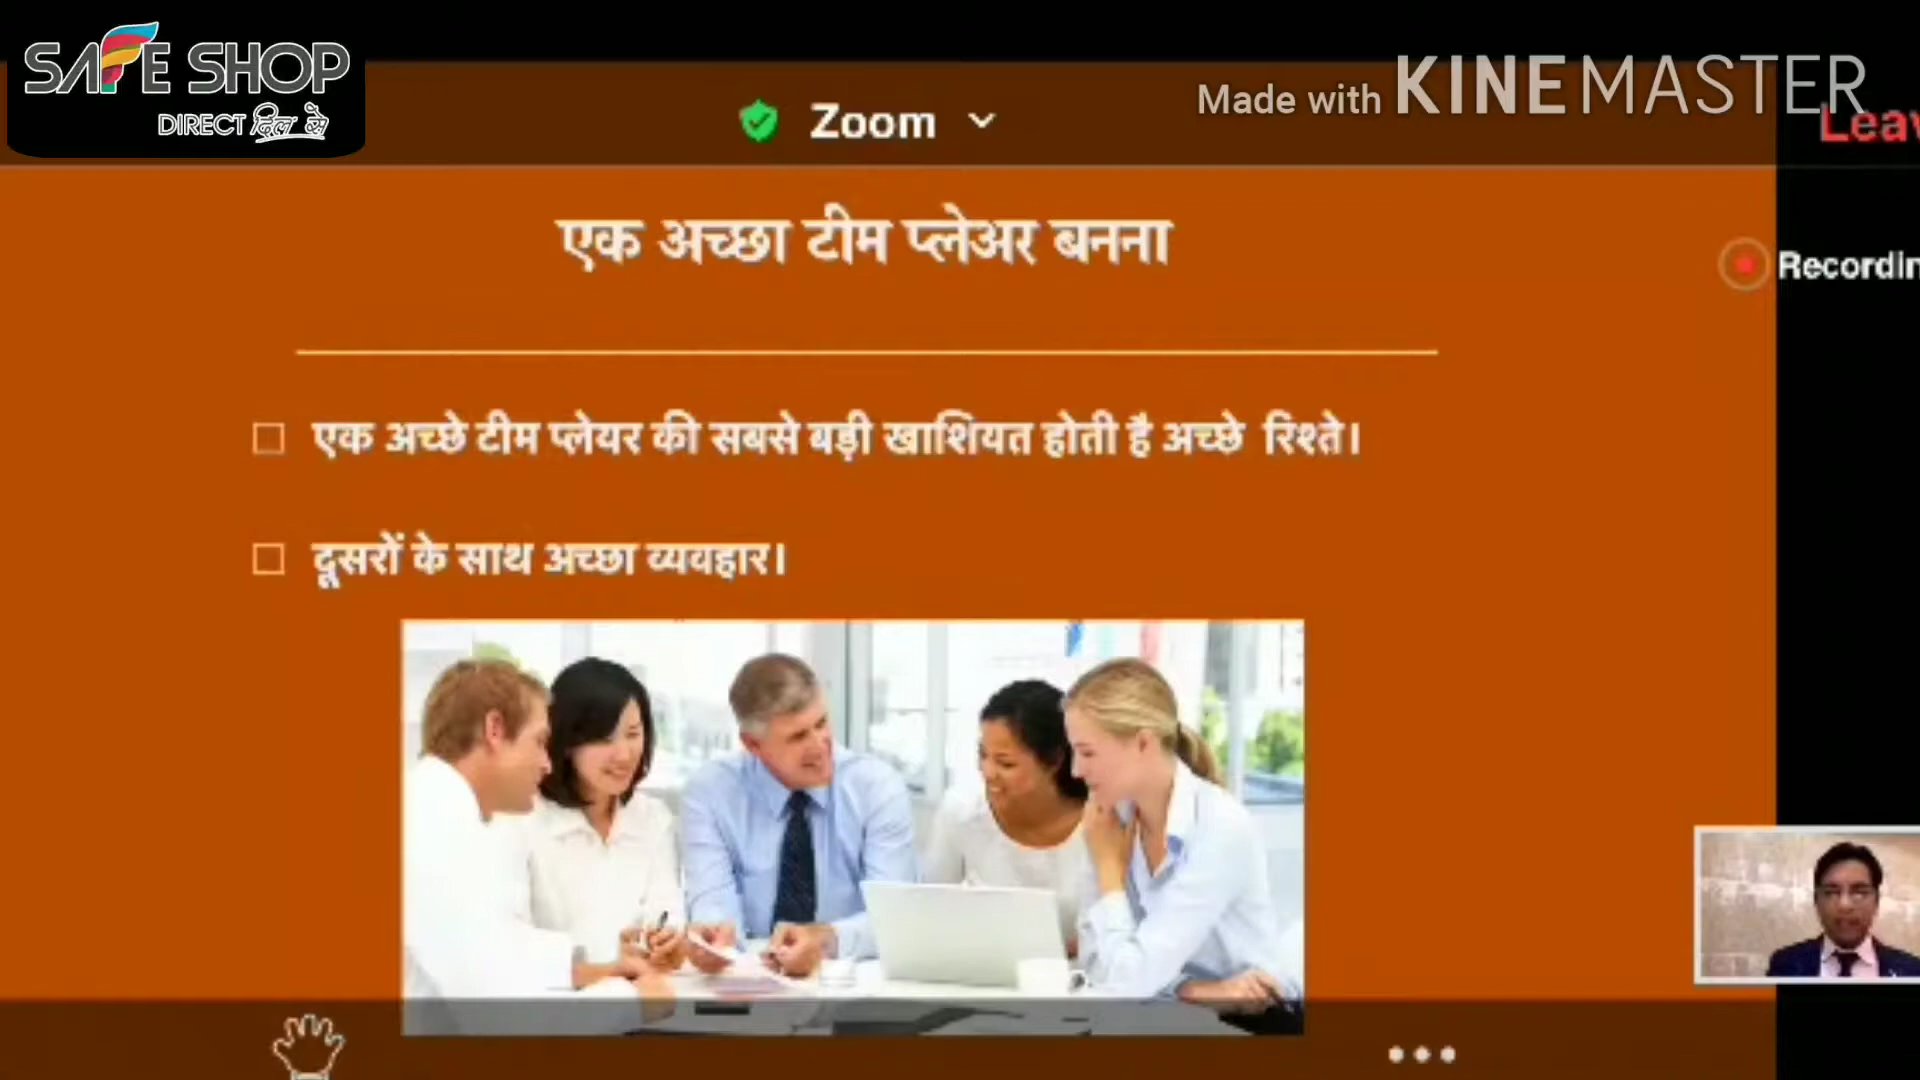 SAFE SHOP
DIRECT दिल से
Zoom
Made with KINEMASTER
एक अच्छा टीम प्लेअर बनना
Recordin
एक अच्छे टीम प्लेयर की सबसे बड़ी खाशियत होती है अच्छे रिश्ते।
दूसरों के साथ अच्छा व्यवहार।